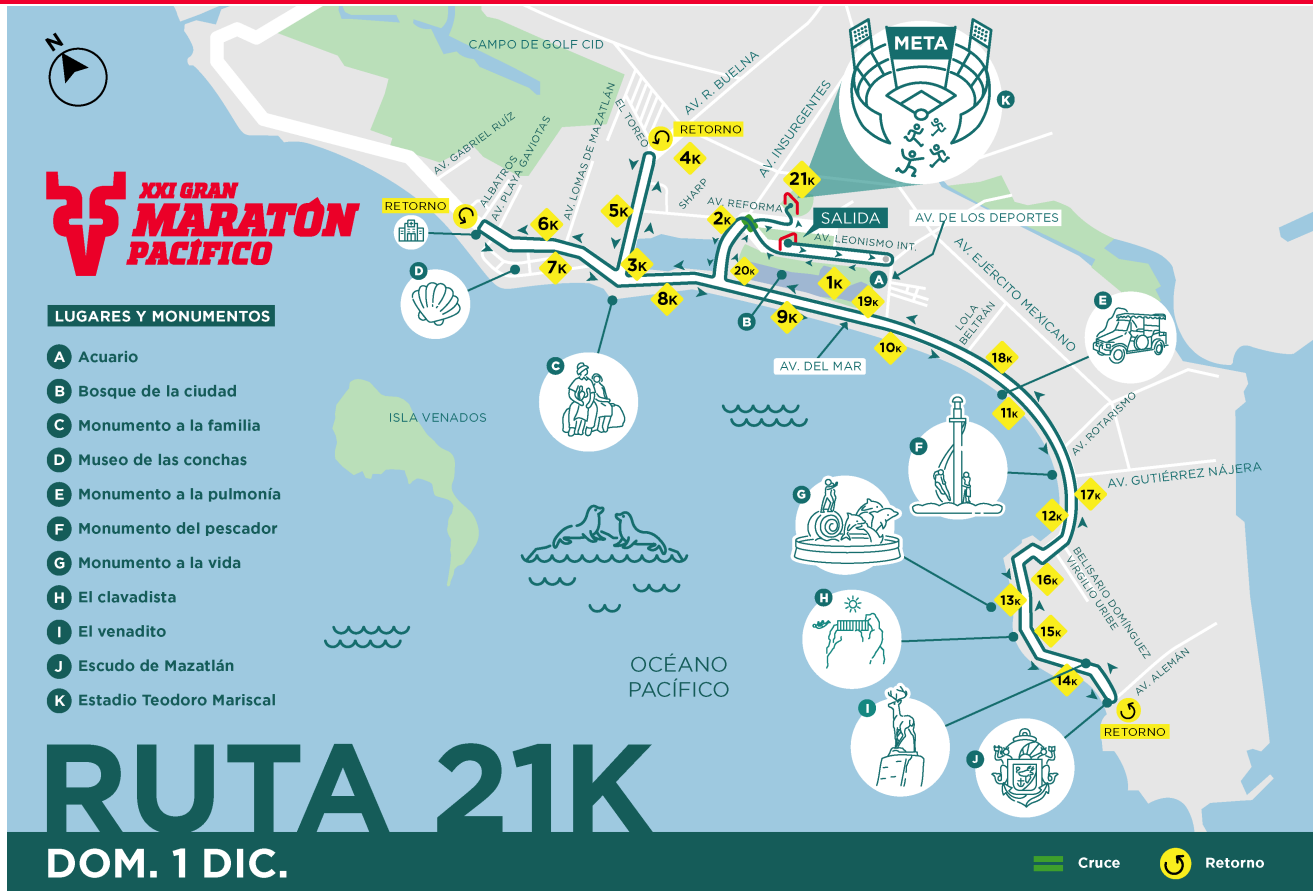 N
CAMPO DE GOLF CID
META
K
AV. R. BUELNA
AV. INSURGENTES
EL TOREO
RETORNO
4K
AV. GABRIEL RUÍZ
ALBATROS
AV. PLAYA GAVIOTAS
AV. LOMAS DE MAZATLÁN
SHARP
21K
XXI GRAN
MARATÓN
PACÍFICO
RETORNO
6K
5K
2K
AV. REFORMA
SALIDA
AV. DE LOS DEPORTES
AV. LEONISMO INT.
AV. EJÉRCITO MEXICANO
7K
3K
20K
1K
A
D
8K
19K
B
9K
E
LOLA
BELTRÁN
10K
AV. DEL MAR
18K
C
11K
AV. ROTARISMO
ISLA VENADOS
F
AV. GUTIÉRREZ NÁJERA
G
17K
12K
BELISARIO DOMÍNGUEZ
VIRGILIO URIBE
16K
H
13K
15K
14K
AV. ALEMÁN
I
RETORNO
J
OCÉANO
PACÍFICO
LUGARES Y MONUMENTOS
A Acuario
B Bosque de la ciudad
C Monumento a la familia
D Museo de las conchas
E Monumento a la pulmonía
F Monumento del pescador
G Monumento a la vida
H El clavadista
I El venadito
J Escudo de Mazatlán
K Estadio Teodoro Mariscal
RUTA 21K
DOM. 1 DIC.
Cruce
Retorno